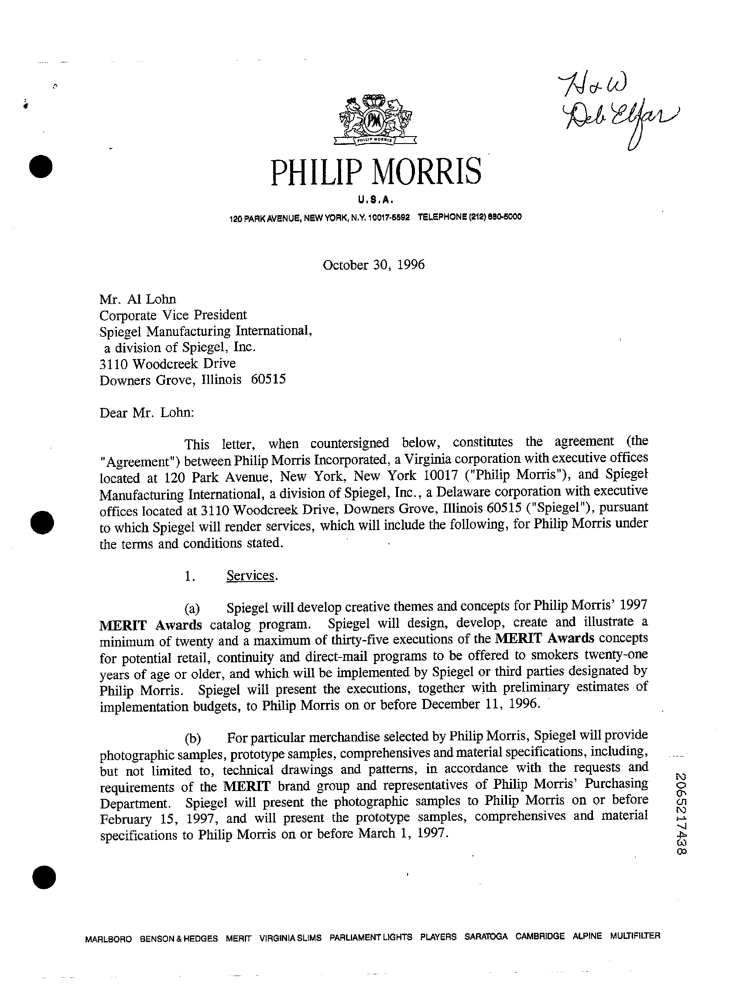 H & W
Deb Elfar
PM
PHILIP MORRIS
PHILIP MORRIS
U.S.A.
120 PARK AVENUE, NEW YORK, N.Y. 10017-5592 TELEPHONE (212) 880-5000
October 30, 1996
Mr. Al Lohn
Corporate Vice President
Spiegel Manufacturing International,
a division of Spiegel, Inc.
3110 Woodcreek Drive
Downers Grove, Illinois 60515
Dear Mr. Lohn:
This letter, when countersigned below, constitutes the agreement (the
"Agreement") between Philip Morris Incorporated, a Virginia corporation with executive offices
located at 120 Park Avenue, New York, New York 10017 ("Philip Morris"), and Spiegel
Manufacturing International, a division of Spiegel, Inc., a Delaware corporation with executive
offices located at 3110 Woodcreek Drive, Downers Grove, Illinois 60515 ("Spiegel"), pursuant
to which Spiegel will render services, which will include the following, for Philip Morris under
the terms and conditions stated.
1. Services.
(a) Spiegel will develop creative themes and concepts for Philip Morris' 1997
MERIT Awards catalog program. Spiegel will design, develop, create and illustrate a
minimum of twenty and a maximum of thirty-five executions of the MERIT Awards concepts
for potential retail, continuity and direct-mail programs to be offered to smokers twenty-one
years of age or older, and which will be implemented by Spiegel or third parties designated by
Philip Morris. Spiegel will present the executions, together with preliminary estimates of
implementation budgets, to Philip Morris on or before December 11, 1996.
(b) For particular merchandise selected by Philip Morris, Spiegel will provide
photographic samples, prototype samples, comprehensives and material specifications, including,
but not limited to, technical drawings and patterns, in accordance with the requests and
requirements of the MERIT brand group and representatives of Philip Morris' Purchasing
Department. Spiegel will present the photographic samples to Philip Morris on or before
February 15, 1997, and will present the prototype samples, comprehensives and material
specifications to Philip Morris on or before March 1, 1997.
2065217438
MARLBORO BENSON & HEDGES MERIT VIRGINIA SLIMS PARLIAMENT LIGHTS PLAYERS SARATOGA CAMBRIDGE ALPINE MULTIFILTER